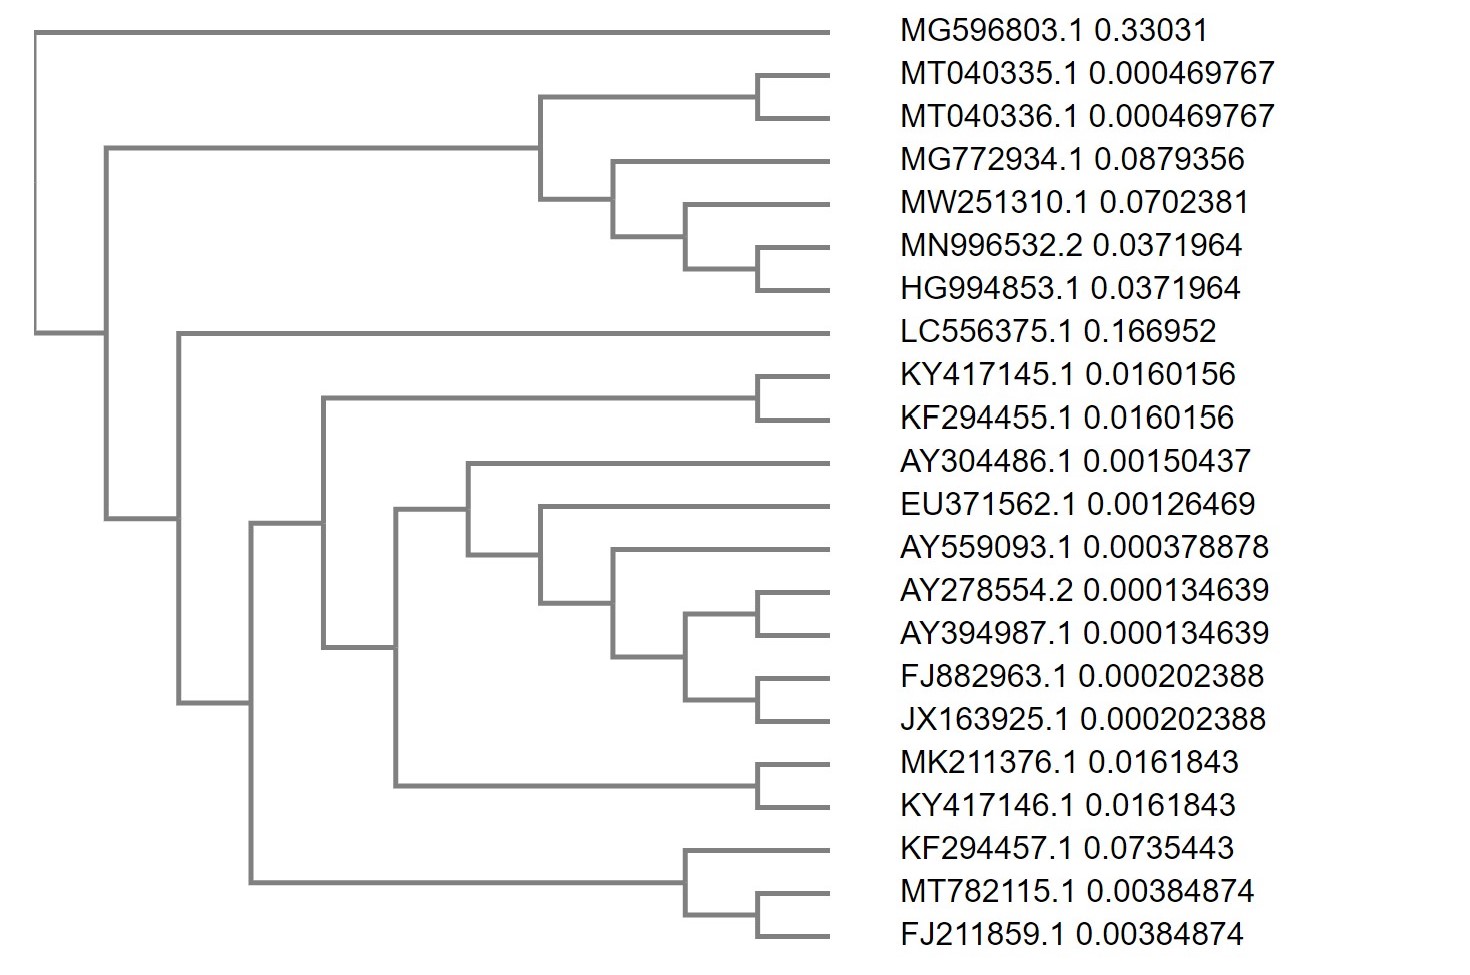 MG596803.1 0.33031
MT040335.1 0.000469767
MT040336.1 0.000469767
MG772934.1 0.0879356
MW251310.1 0.0702381
MN996532.2 0.0371964
HG994853.1 0.0371964
LC556375.1 0.166952
KY417145.1 0.0160156
KF294455.1 0.0160156
AY304486.1 0.00150437
EU371562.1 0.00126469
AY559093.1 0.000378878
AY278554.2 0.000134639
AY394987.1 0.000134639
FJ882963.1 0.000202388
JX163925.1 0.000202388
MK211376.1 0.0161843
KY417146.1 0.0161843
KF294457.1 0.0735443
MT782115.1 0.00384874
FJ211859.1 0.00384874